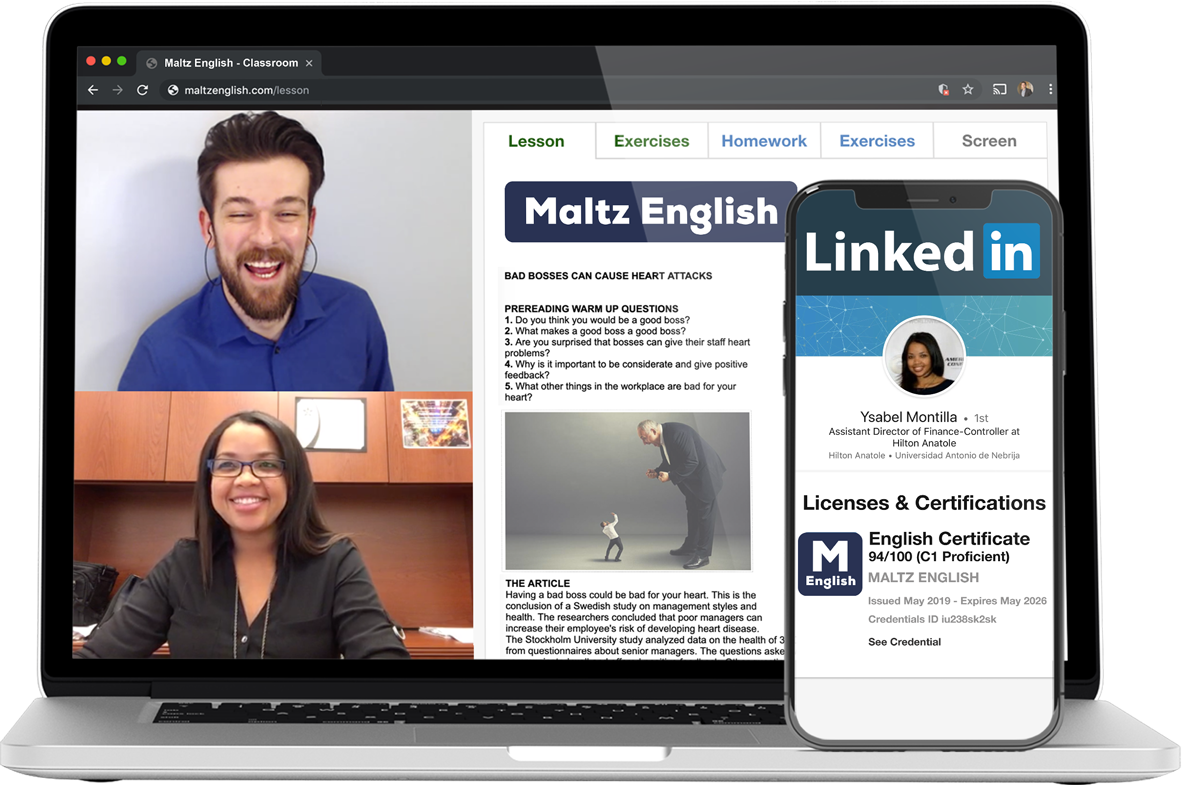 Maltz English - Classroom ×
maltzenglish.com/lesson
Lesson
Exercises
Homework
Exercises
Screen
Maltz English
BAD BOSSES CAN CAUSE HEART ATTACKS
PREREADING WARM UP QUESTIONS
1. Do you think you would be a good boss?
2. What makes a good boss a good boss?
3. Are you surprised that bosses can give their staff heart
problems?
4. Why is it important to be considerate and give positive
feedback?
5. What other things in the workplace are bad for your
heart?
THE ARTICLE
Having a bad boss could be bad for your heart. This is the
conclusion of a Swedish study on management styles and
health. The researchers concluded that poor managers can
increase their employee's risk of developing heart disease.
The Stockholm University study analyzed data on the health of 3
from questionnaires about senior managers. The questions aske
Linked in
Ysabel Montilla • 1st
Assistant Director of Finance-Controller at
Hilton Anatole
Hilton Anatole • Universidad Antonio de Nebrija
Licenses & Certifications
M
English
English Certificate
94/100 (C1 Proficient)
MALTZ ENGLISH
Issued May 2019 - Expires May 2026
Credentials ID iu238sk2sk
See Credential